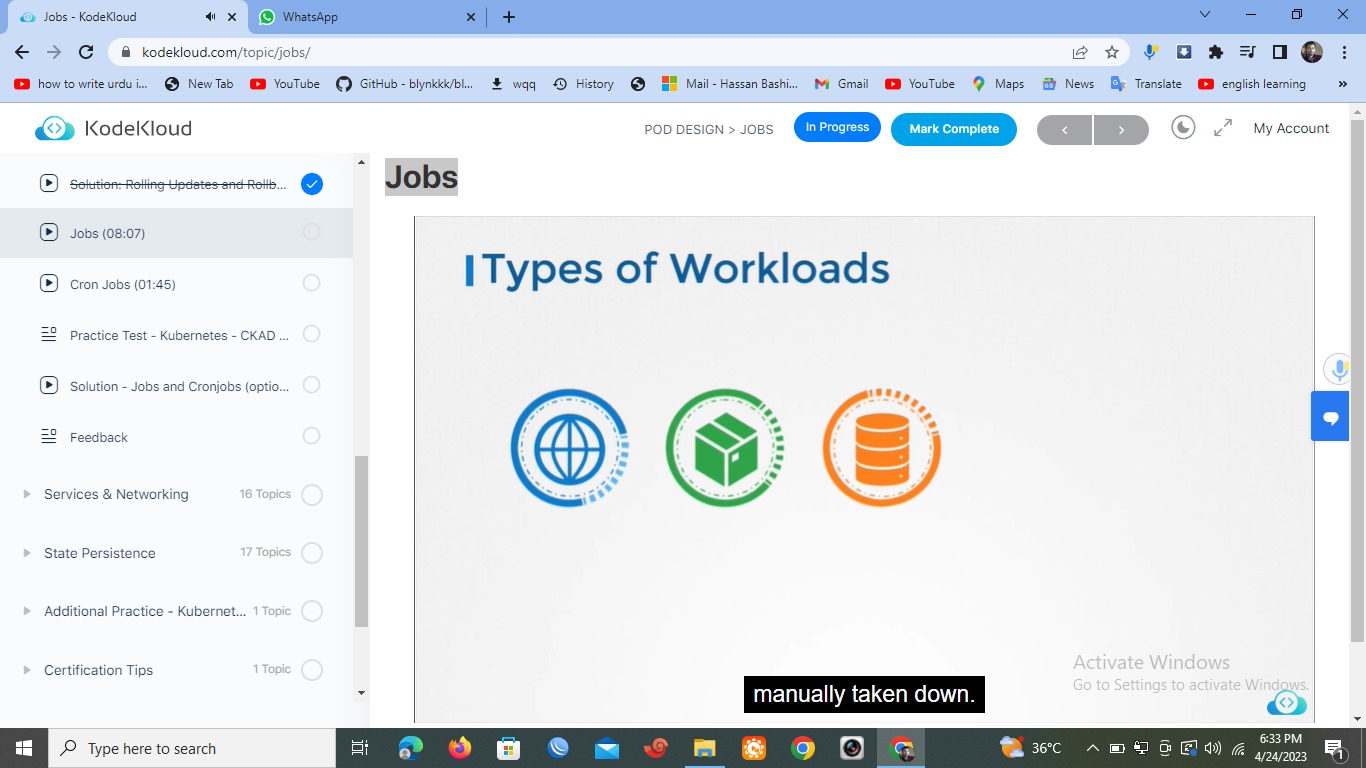 Jobs - KodeKloud
WhatsApp
kodekloud.com/topic/jobs/
how to write urdu i...
New Tab
YouTube
GitHub - blynkkk/bl...
wqq
History
Mail - Hassan Bashi...
Gmail
YouTube
Maps
News
Translate
english learning
»
KodeKloud
POD DESIGN > JOBS
In Progress
Mark Complete
<
>
My Account
Solution: Rolling Updates and Rollb...
Jobs (08:07)
Cron Jobs (01:45)
Practice Test - Kubernetes - CKAD ...
Solution - Jobs and Cronjobs (optio...
Feedback
Services & Networking 16 Topics
State Persistence 17 Topics
Additional Practice - Kubernet... 1 Topic
Certification Tips 1 Topic
Jobs
Types of Workloads
manually taken down.
Activate Windows
Go to Settings to activate Windows.
Type here to search
36°C
6:33 PM
4/24/2023
1